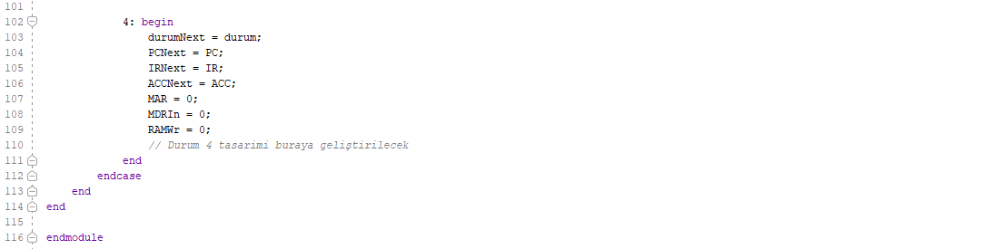 101
102 4: begin
103 durumNext = durum;
104 PCNext = PC;
105 IRNext = IR;
106 ACCNext = ACC;
107 MAR = 0;
108 MDRIn = 0;
109 RAMWr = 0;
110 // Durum 4 tasarimi buraya geliştirilecek
111 end
112 endcase
113 end
114 end
115
116 endmodule